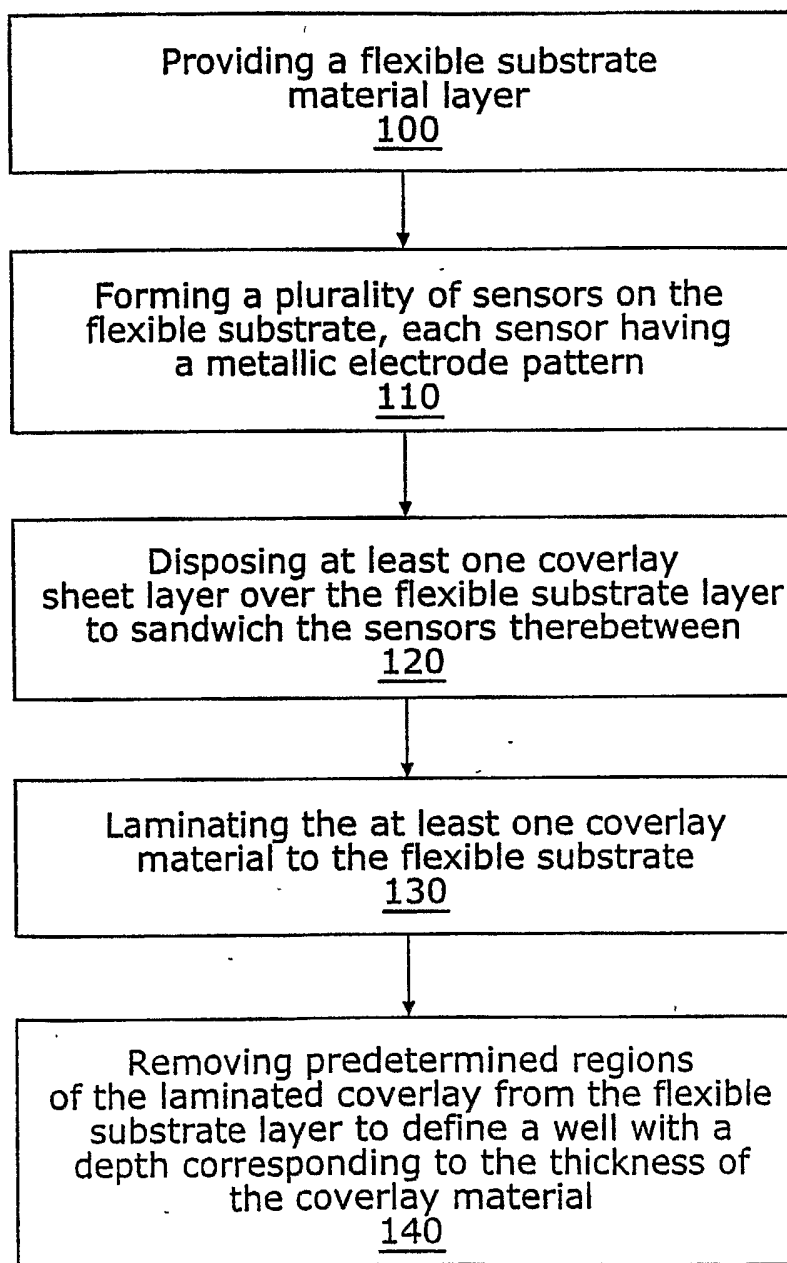 Providing a flexible substrate
material layer
100
Forming a plurality of sensors on the
flexible substrate, each sensor having
a metallic electrode pattern
110
Disposing at least one coverlay
sheet layer over the flexible substrate layer
to sandwich the sensors therebetween
120
Laminating the at least one coverlay
material to the flexible substrate
130
Removing predetermined regions
of the laminated coverlay from the flexible
substrate layer to define a well with a
depth corresponding to the thickness of
the coverlay material
140